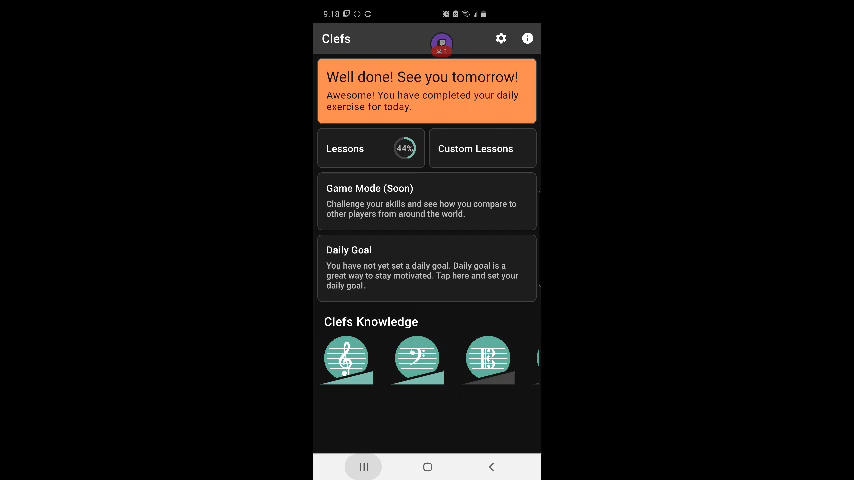 9:18
Clefs
Well done! See you tomorrow!
Awesome! You have completed your daily
exercise for today.
Lessons
44%
Custom Lessons
Game Mode (Soon)
Challenge your skills and see how you compare to
other players from around the world.
Daily Goal
You have not yet set a daily goal. Daily goal is a
great way to stay motivated. Tap here and set your
daily goal.
Clefs Knowledge